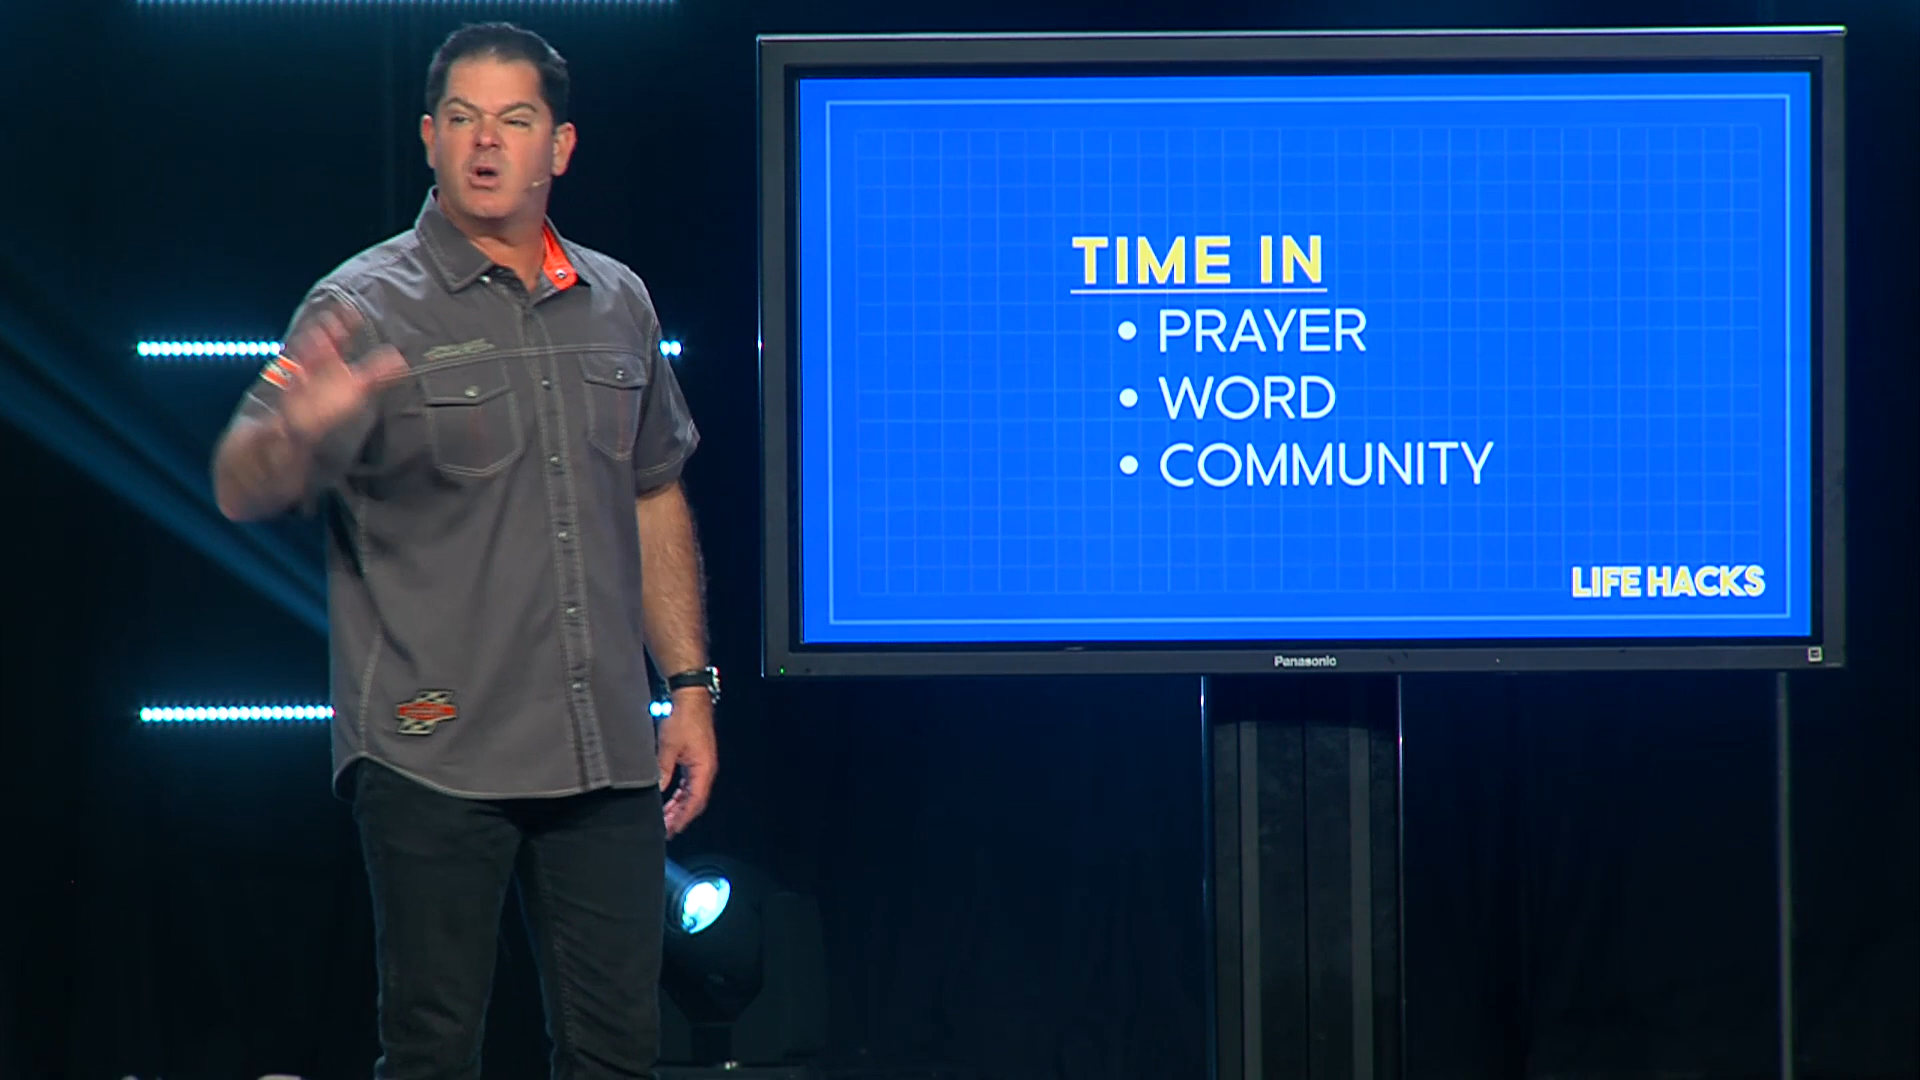 TIME IN
• PRAYER
• WORD
• COMMUNITY
LIFE HACKS
Panasonic